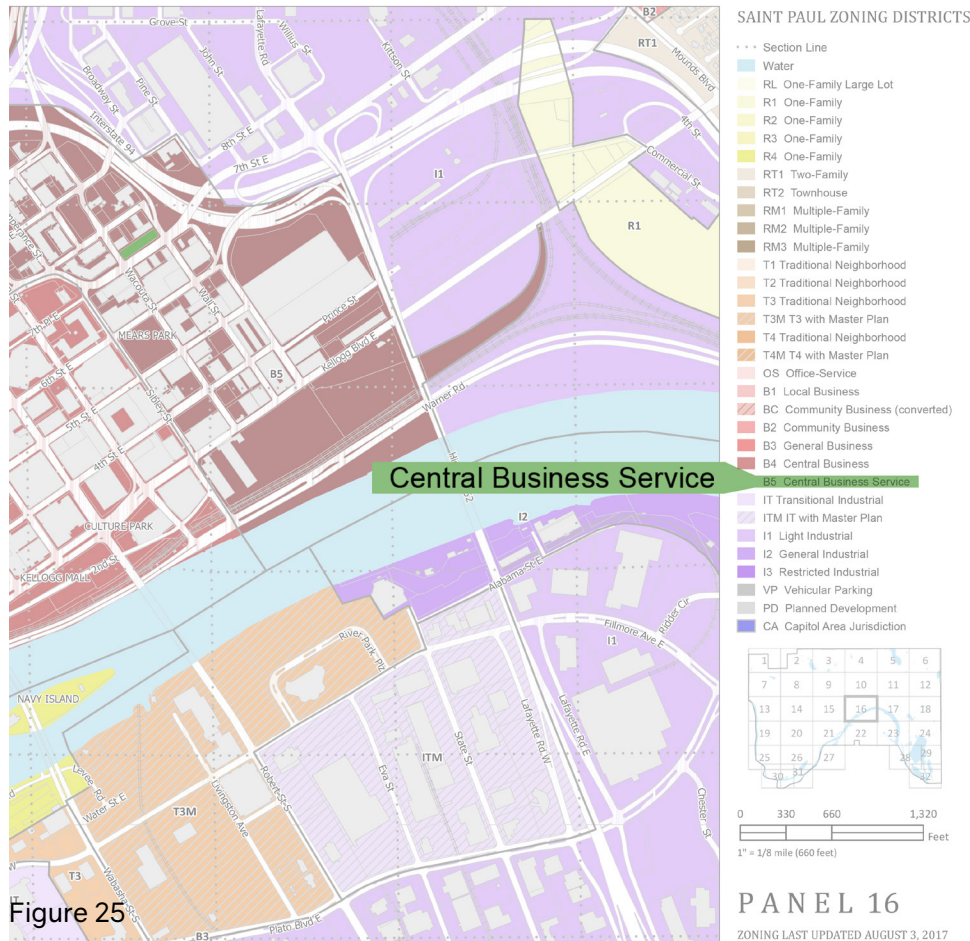 SAINT PAUL ZONING DISTRICTS
Section Line
Water
RL One-Family Large Lot
R1 One-Family
R2 One-Family
R3 One-Family
R4 One-Family
RT1 Two-Family
RT2 Townhouse
RM1 Multiple-Family
RM2 Multiple-Family
RM3 Multiple-Family
T1 Traditional Neighborhood
T2 Traditional Neighborhood
T3 Traditional Neighborhood
T3M T3 with Master Plan
T4 Traditional Neighborhood
T4M T4 with Master Plan
OS Office-Service
B1 Local Business
BC Community Business (converted)
B2 Community Business
B3 General Business
B4 Central Business
B5 Central Business Service
IT Transitional Industrial
ITM IT with Master Plan
I1 Light Industrial
I2 General Industrial
I3 Restricted Industrial
VP Vehicular Parking
PD Planned Development
CA Capitol Area Jurisdiction
Central Business Service
Grove St
Broadway St
Pine St
John St
Lafayette Rd
Willius St
Kittson St
Interstate 94
8th St E
7th St E
B2
RT1
Mounds Blvd
4th St
Commercial St
I1
R1
Wacouta St
Wall St
Prince St
Kellogg Blvd E
MEARS PARK
B5
7th Pl E
6th St E
5th St E
4th St E
Sibley St
Warner Rd
CULTURE PARK
KELLOGG MALL
2nd St
I2
Alabama St E
NAVY ISLAND
River Park Plz
Fillmore Ave E
Ridder Cir
I1
Levee Rd
Water St E
Livingston Ave
Robert St S
Eva St
State St
ITM
Lafayette Rd W
Lafayette Rd E
Chester St
T3M
T3
Wabasha St S
B3
Plato Blvd E
Figure 25
1 2 3 4 5 6
7 8 9 10 11 12
13 14 15 16 17 18
19 20 21 22 23 24
25 26 27 28 29
30 31 32
0 330 660 1,320
Feet
1" = 1/8 mile (660 feet)
PANEL 16
ZONING LAST UPDATED AUGUST 3, 2017